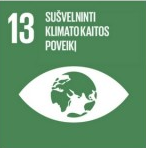 13 SUŠVELNINTI
KLIMATO KAITOS
POVEIKĮ